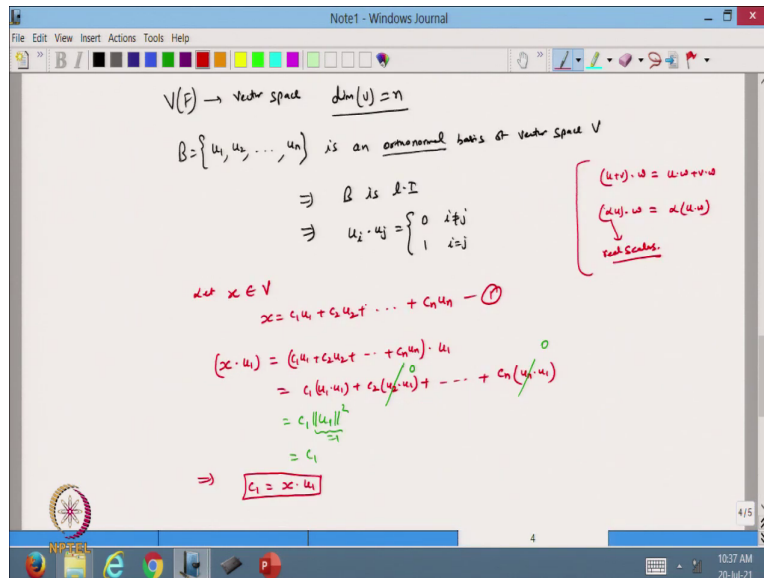 Note1 - Windows Journal
File Edit View Insert Actions Tools Help
B I
V(F) → vector space dim(V) = n
B = {u₁, u₂, ..., uₙ} is an orthonormal basis of vector space V
⇒ B is l.I
⇒ uᵢ · uⱼ = { 0 i≠j
1 i=j
(u+v)·w = u·w + v·w
(αu)·w = α(u·w)
real scalar.
Let x ∈ V
x = c₁u₁ + c₂u₂ + ... + cₙuₙ — ①
(x · u₁) = (c₁u₁ + c₂u₂ + --- + cₙuₙ) · u₁
= c₁(u₁·u₁) + c₂(u₂·u₁) 0 + ---- + cₙ(uₙ·u₁) 0
= c₁ ||u₁||²
=1
= c₁
⇒ c₁ = x · u₁
NPTEL
4/5
4
10:37 AM
20-Jul-21